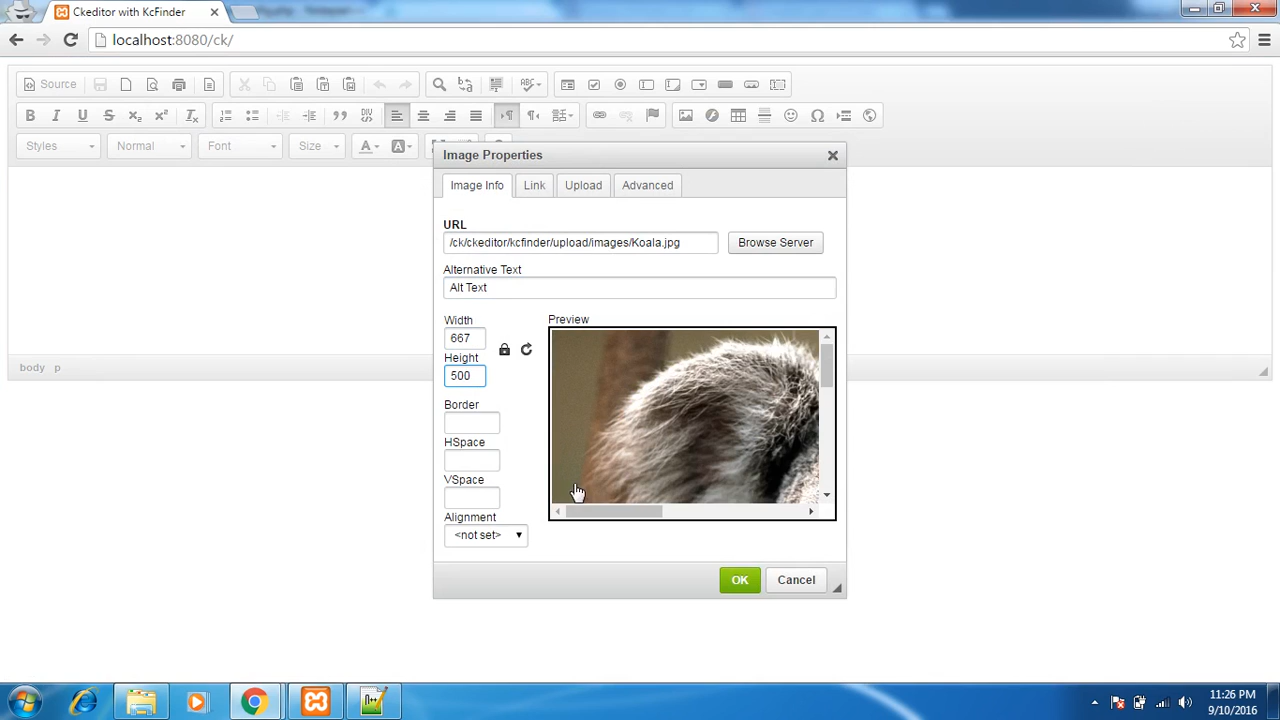 Ckeditor with KcFinder
localhost:8080/ck/
Source
Styles
Normal
Font
Size
Image Properties
Image Info
Link
Upload
Advanced
URL
/ck/ckeditor/kcfinder/upload/images/Koala.jpg
Browse Server
Alternative Text
Alt Text
Width
667
Height
500
Preview
Border
HSpace
VSpace
Alignment
<not set>
OK
Cancel
body p
11:26 PM
9/10/2016